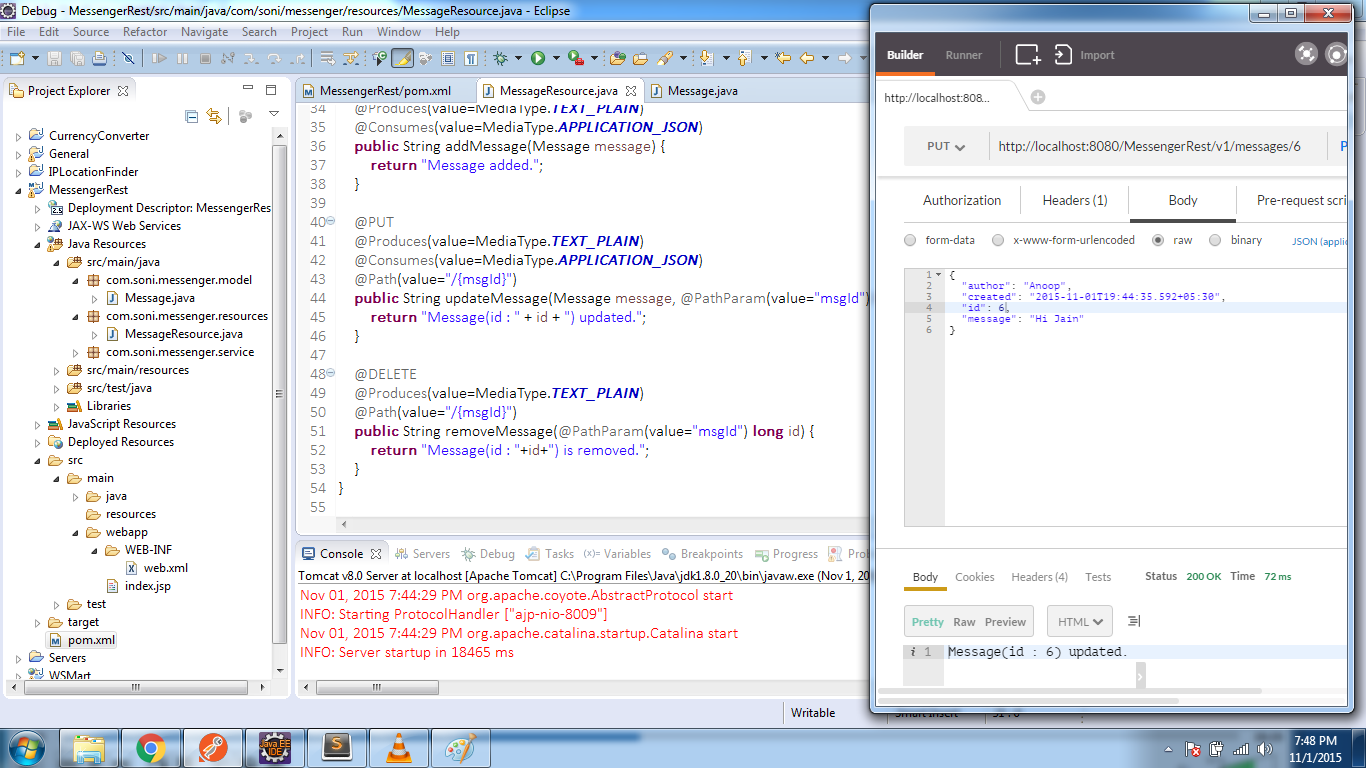 Debug - MessengerRest/src/main/java/com/soni/messenger/resources/MessageResource.java - Eclipse
File Edit Source Refactor Navigate Search Project Run Window Help
Project Explorer
CurrencyConverter
General
IPLocationFinder
MessengerRest
Deployment Descriptor: MessengerRes
JAX-WS Web Services
Java Resources
src/main/java
com.soni.messenger.model
Message.java
com.soni.messenger.resources
MessageResource.java
com.soni.messenger.service
src/main/resources
src/test/java
Libraries
JavaScript Resources
Deployed Resources
src
main
java
resources
webapp
WEB-INF
web.xml
index.jsp
test
target
pom.xml
Servers
WSMart
MessengerRest/pom.xml MessageResource.java Message.java
34 @Produces(value=MediaType.TEXT_PLAIN)
35 @Consumes(value=MediaType.APPLICATION_JSON)
36 public String addMessage(Message message) {
37 return "Message added.";
38 }
39
40 @PUT
41 @Produces(value=MediaType.TEXT_PLAIN)
42 @Consumes(value=MediaType.APPLICATION_JSON)
43 @Path(value="/{msgId}")
44 public String updateMessage(Message message, @PathParam(value="msgId")
45 return "Message(id : " + id + ") updated.";
46 }
47
48 @DELETE
49 @Produces(value=MediaType.TEXT_PLAIN)
50 @Path(value="/{msgId}")
51 public String removeMessage(@PathParam(value="msgId") long id) {
52 return "Message(id : "+id+") is removed.";
53 }
54 }
55
Console Servers Debug Tasks (x)= Variables Breakpoints Progress Prob
Tomcat v8.0 Server at localhost [Apache Tomcat] C:\Program Files\Java\jdk1.8.0_20\bin\javaw.exe (Nov 1, 20
Nov 01, 2015 7:44:29 PM org.apache.coyote.AbstractProtocol start
INFO: Starting ProtocolHandler ["ajp-nio-8009"]
Nov 01, 2015 7:44:29 PM org.apache.catalina.startup.Catalina start
INFO: Server startup in 18465 ms
Writable
Builder Runner Import
http://localhost:808...
PUT http://localhost:8080/MessengerRest/v1/messages/6 P
Authorization Headers (1) Body Pre-request scri
form-data x-www-form-urlencoded raw binary JSON (applic
1 {
2 "author": "Anoop",
3 "created": "2015-11-01T19:44:35.592+05:30",
4 "id": 6,
5 "message": "Hi Jain"
6 }
Body Cookies Headers (4) Tests Status 200 OK Time 72 ms
Pretty Raw Preview HTML
i 1 Message(id : 6) updated.
Java EE
IDE
7:48 PM
11/1/2015